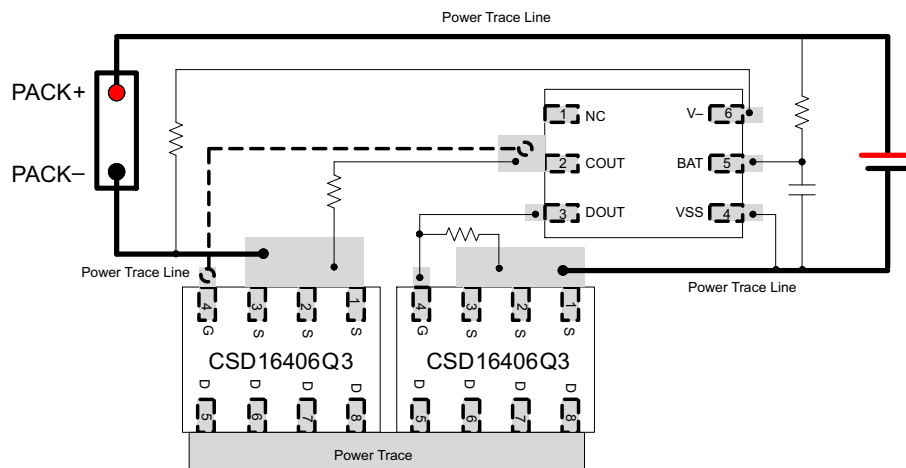 Power Trace Line
PACK+
PACK–
1 NC
V– 6
2 COUT
BAT 5
3 DOUT
VSS 4
Power Trace Line
Power Trace Line
4 3 2 1
G S S S
4 3 2 1
G S S S
CSD16406Q3
CSD16406Q3
D D D D
5 6 7 8
D D D D
5 6 7 8
Power Trace